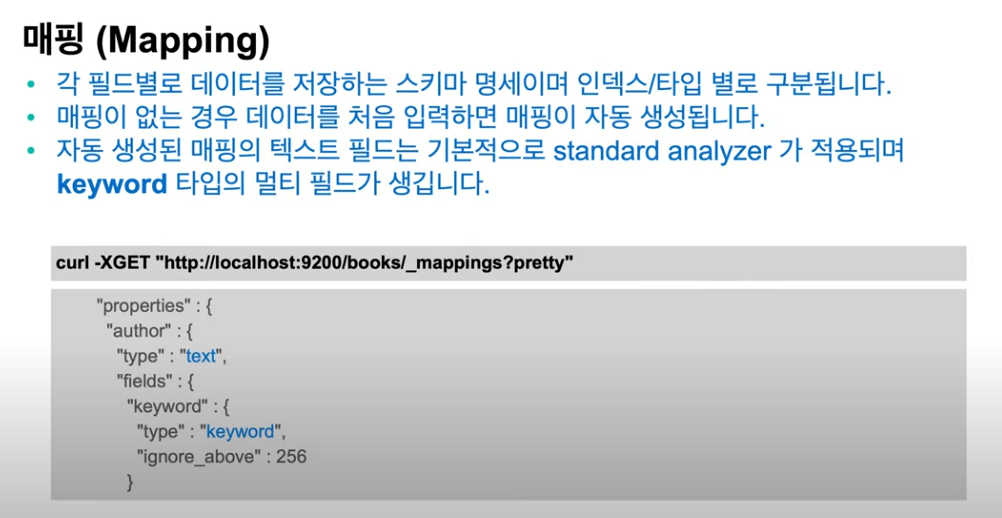 매핑 (Mapping)
• 각 필드별로 데이터를 저장하는 스키마 명세이며 인덱스/타입 별로 구분됩니다.
• 매핑이 없는 경우 데이터를 처음 입력하면 매핑이 자동 생성됩니다.
• 자동 생성된 매핑의 텍스트 필드는 기본적으로 standard analyzer 가 적용되며
keyword 타입의 멀티 필드가 생깁니다.
curl -XGET "http://localhost:9200/books/_mappings?pretty"
"properties" : {
"author" : {
"type" : "text",
"fields" : {
"keyword" : {
"type" : "keyword",
"ignore_above" : 256
}